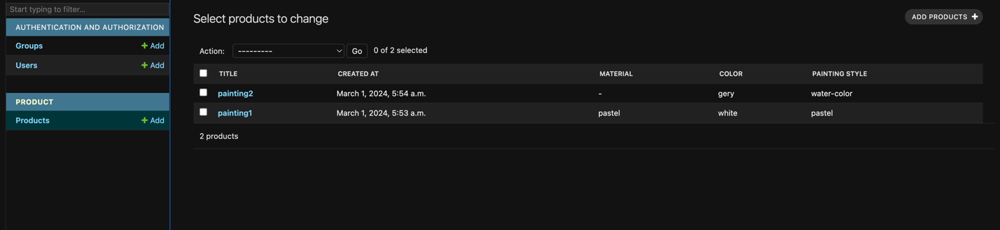 Start typing to filter...
AUTHENTICATION AND AUTHORIZATION
Groups + Add
Users + Add
PRODUCT
Products + Add
Select products to change
ADD PRODUCTS +
Action: --------- Go 0 of 2 selected
TITLE CREATED AT MATERIAL COLOR PAINTING STYLE
painting2 March 1, 2024, 5:54 a.m. - gery water-color
painting1 March 1, 2024, 5:53 a.m. pastel white pastel
2 products